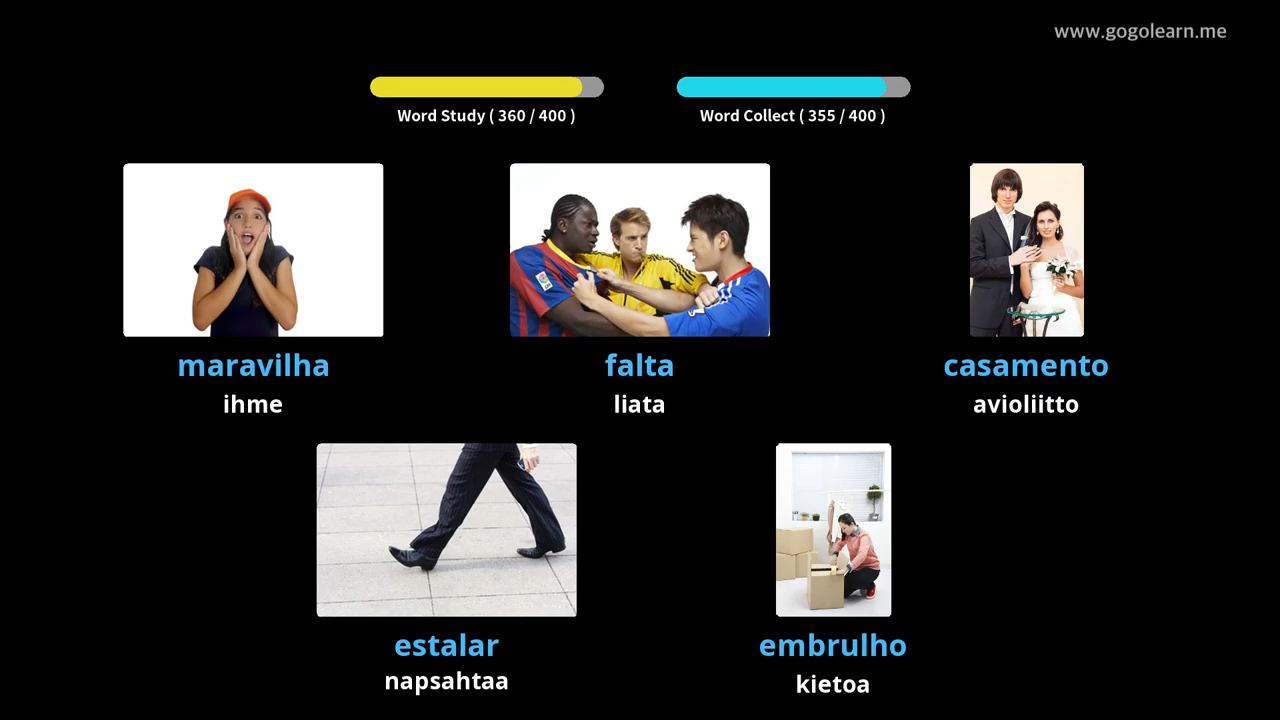 www.gogolearn.me
Word Study ( 360 / 400 )
Word Collect ( 355 / 400 )
maravilha
ihme
falta
liata
casamento
avioliitto
estalar
napsahtaa
embrulho
kietoa